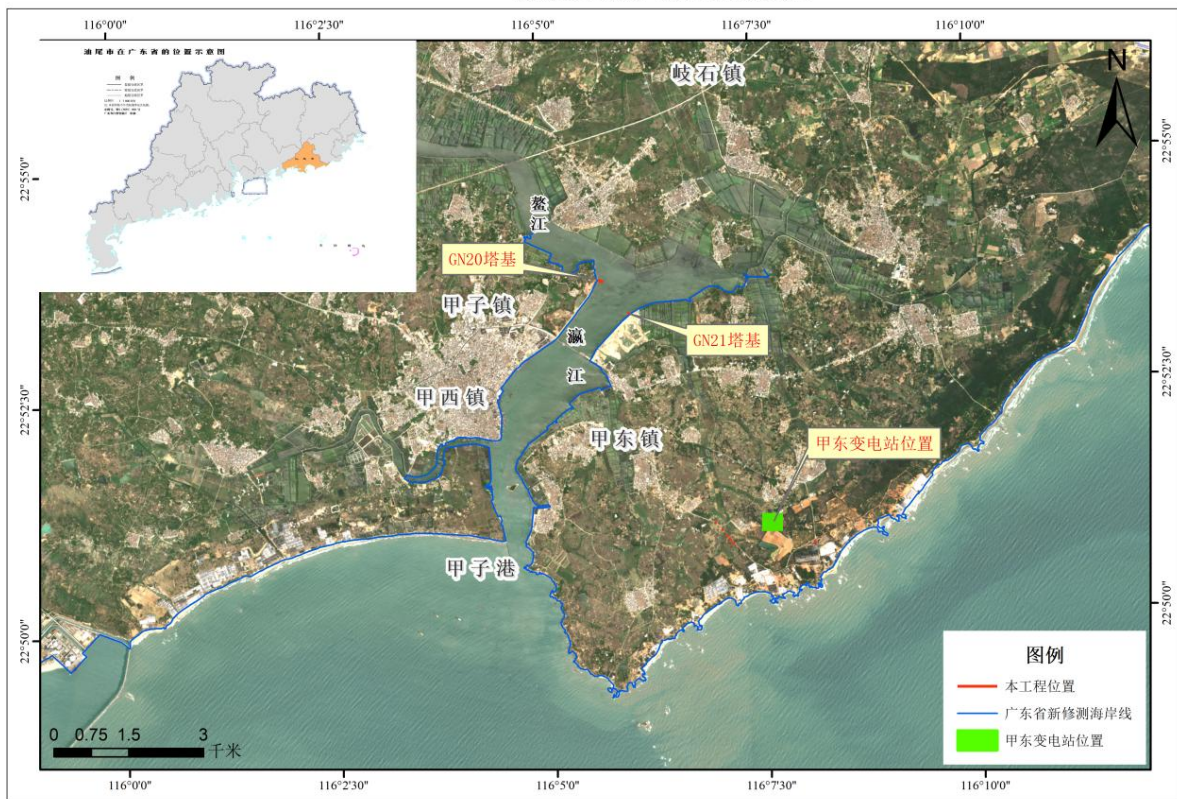 116°0'0"
116°2'30"
116°5'0"
116°7'30"
116°10'0"
汕尾市在广东省的位置示意图
图 例
岐石镇
N
22°55'0"
22°55'0"
鳌江
GN20塔基
甲子镇
瀛江
GN21塔基
22°52'30"
22°52'30"
甲西镇
甲东镇
甲东变电站位置
甲子港
22°50'0"
22°50'0"
图例
本工程位置
广东省新修测海岸线
甲东变电站位置
0 0.75 1.5 3
千米
116°0'0"
116°2'30"
116°5'0"
116°7'30"
116°10'0"